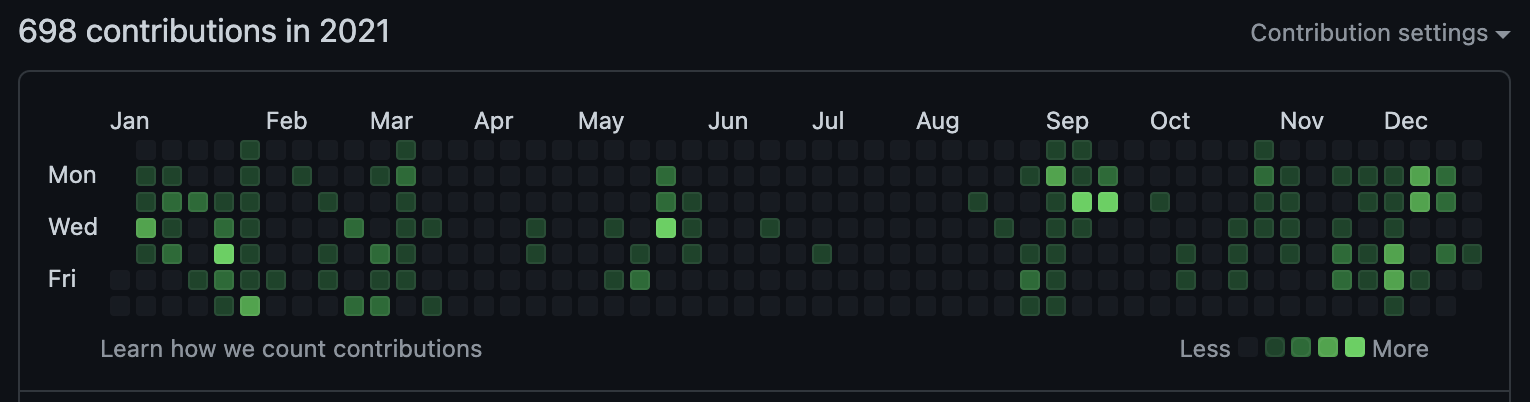 698 contributions in 2021
Contribution settings
Jan Feb Mar Apr May Jun Jul Aug Sep Oct Nov Dec
Mon
Wed
Fri
Learn how we count contributions
Less More